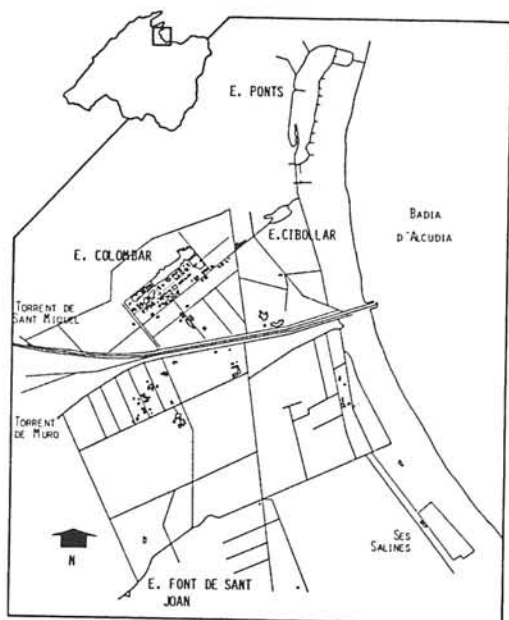 E. PONTS
BADIA
D'ALCUDIA
E.CIBOLLAR
E. COLOMBAR
TORRENT DE
SANT MIQUEL
TORRENT
DE MURO
SES
SALINES
N
E. FONT DE SANT
JOAN